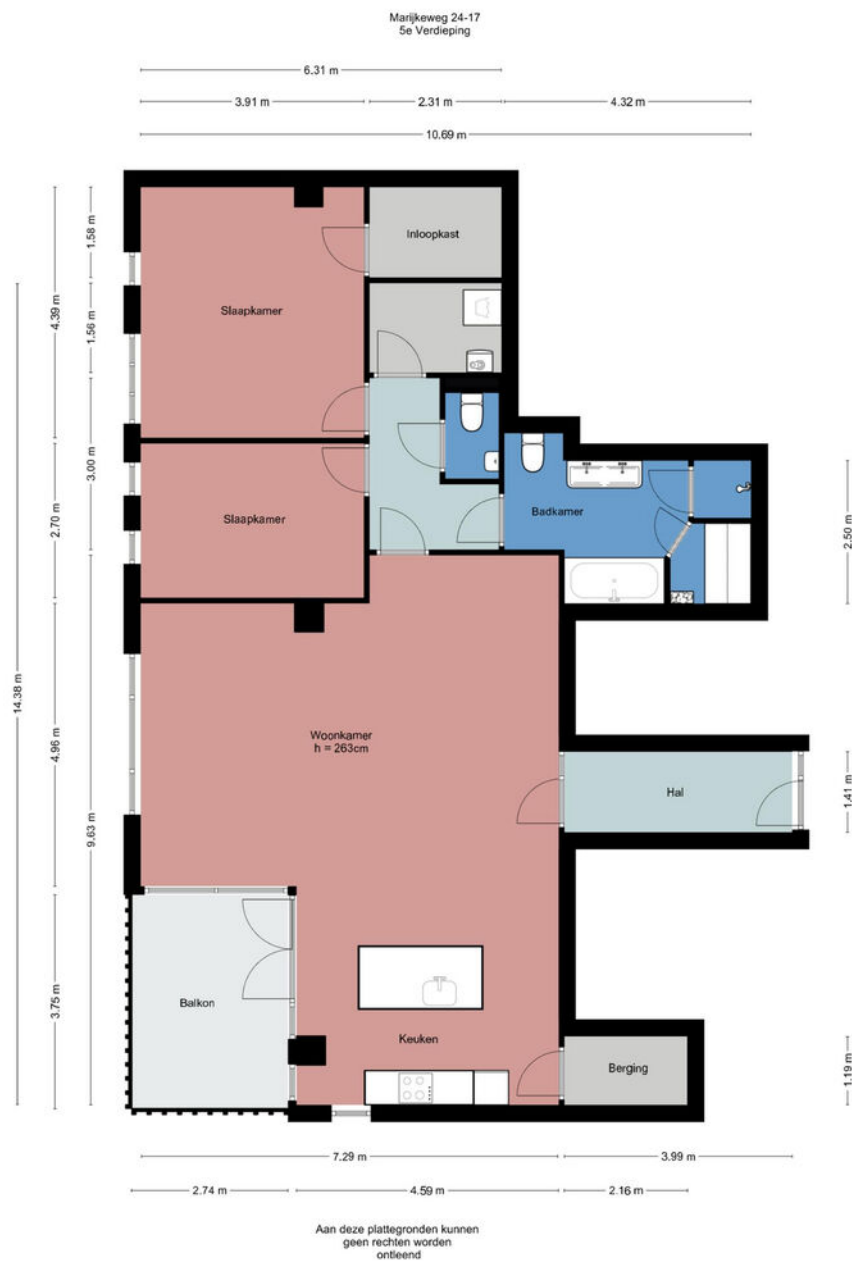 Marijkeweg 24-17
5e Verdieping
6.31 m
3.91 m
2.31 m
4.32 m
10.69 m
14.38 m
4.39 m
2.70 m
4.96 m
3.75 m
1.58 m
1.56 m
3.00 m
9.63 m
Inloopkast
Slaapkamer
Slaapkamer
Badkamer
2.50 m
Woonkamer
h = 263cm
Hal
1.41 m
Balkon
Keuken
Berging
1.19 m
7.29 m
3.99 m
2.74 m
4.59 m
2.16 m
Aan deze plattegronden kunnen
geen rechten worden
ontleend